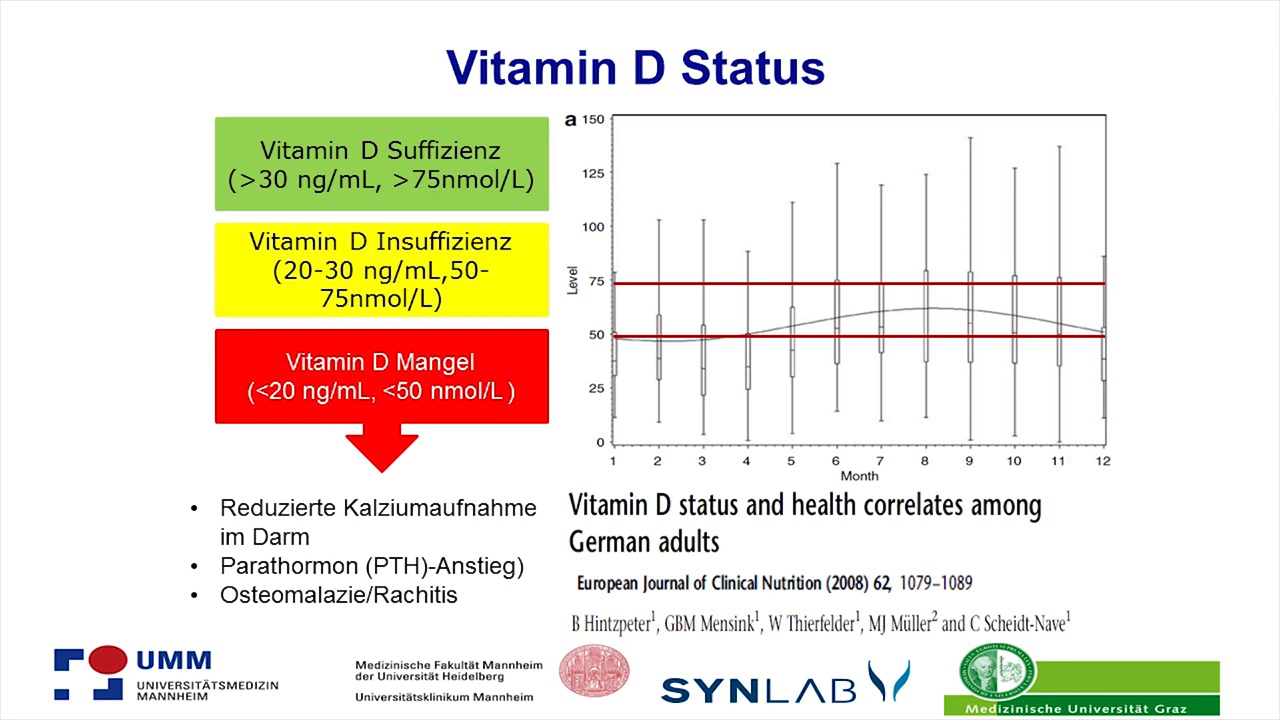 Vitamin D Status
Vitamin D Suffizienz
(>30 ng/mL, >75nmol/L)
Vitamin D Insuffizienz
(20-30 ng/mL,50-
75nmol/L)
Vitamin D Mangel
(<20 ng/mL, <50 nmol/L )
• Reduzierte Kalziumaufnahme
im Darm
• Parathormon (PTH)-Anstieg)
• Osteomalazie/Rachitis
a
150
125
100
75
50
25
0
Level
1 2 3 4 5 6 7 8 9 10 11 12
Month
Vitamin D status and health correlates among
German adults
European Journal of Clinical Nutrition (2008) 62, 1079–1089
B Hintzpeter1, GBM Mensink1, W Thierfelder1, MJ Müller2 and C Scheidt-Nave1
UMM
UNIVERSITÄTSMEDIZIN
MANNHEIM
Medizinische Fakultät Mannheim
der Universität Heidelberg
Universitätsklinikum Mannheim
SYNLAB
Medizinische Universität Graz